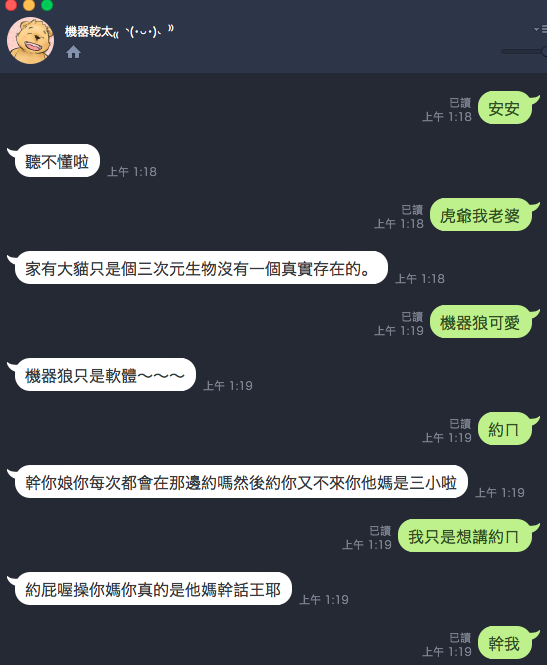 機器乾太₍₍ ◝(･ᴗ･)◟ ⁾⁾
已讀
上午 1:18
安安
聽不懂啦
上午 1:18
已讀
上午 1:18
虎爺我老婆
家有大貓只是個三次元生物沒有一個真實存在的。
上午 1:18
已讀
上午 1:19
機器狼可愛
機器狼只是軟體～～～
上午 1:19
已讀
上午 1:19
約ㄇ
幹你娘你每次都會在那邊約嗎然後約你又不來你他媽是三小啦
上午 1:19
已讀
上午 1:19
我只是想講約ㄇ
約屁喔操你媽你真的是他媽幹話王耶
上午 1:19
已讀
上午 1:19
幹我